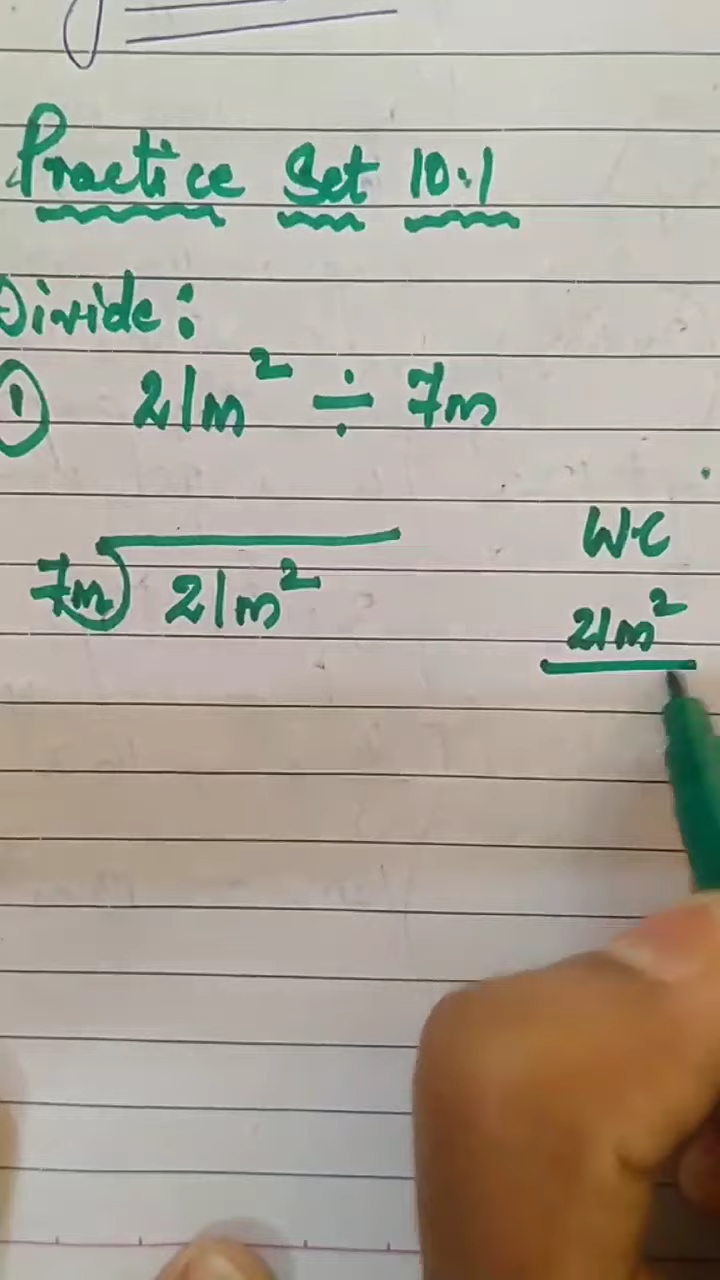 Practice Set 10.1
Divide:
① 21m² ÷ 7m
WC
7m) 21m²
21m²